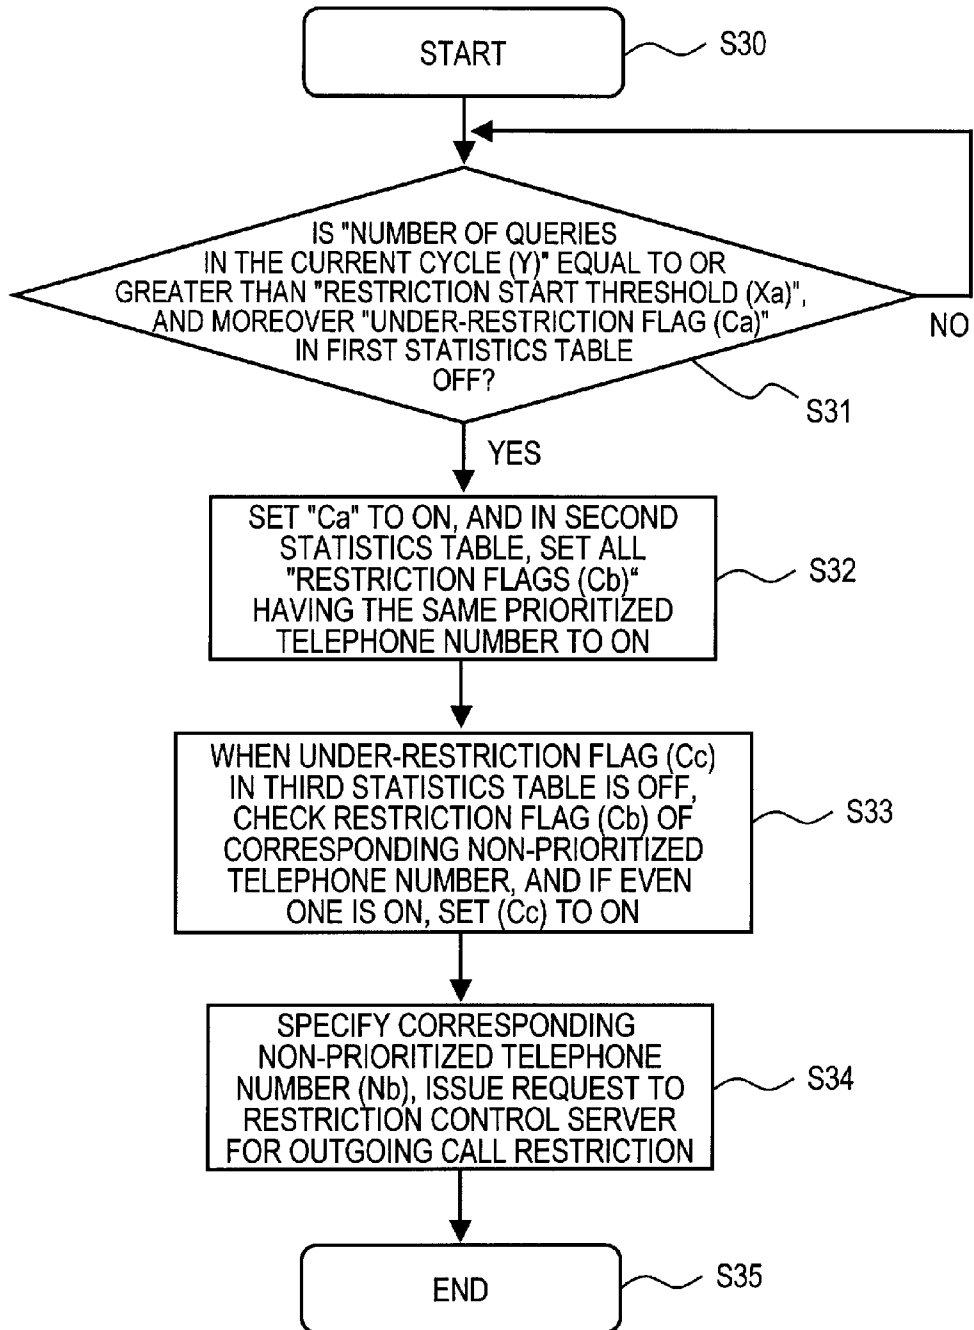 START
S30
IS "NUMBER OF QUERIES
IN THE CURRENT CYCLE (Y)" EQUAL TO OR
GREATER THAN "RESTRICTION START THRESHOLD (Xa)",
AND MOREOVER "UNDER-RESTRICTION FLAG (Ca)"
IN FIRST STATISTICS TABLE
OFF?
NO
S31
YES
SET "Ca" TO ON, AND IN SECOND
STATISTICS TABLE, SET ALL
"RESTRICTION FLAGS (Cb)"
HAVING THE SAME PRIORITIZED
TELEPHONE NUMBER TO ON
S32
WHEN UNDER-RESTRICTION FLAG (Cc)
IN THIRD STATISTICS TABLE IS OFF,
CHECK RESTRICTION FLAG (Cb) OF
CORRESPONDING NON-PRIORITIZED
TELEPHONE NUMBER, AND IF EVEN
ONE IS ON, SET (Cc) TO ON
S33
SPECIFY CORRESPONDING
NON-PRIORITIZED TELEPHONE
NUMBER (Nb), ISSUE REQUEST TO
RESTRICTION CONTROL SERVER
FOR OUTGOING CALL RESTRICTION
S34
END
S35